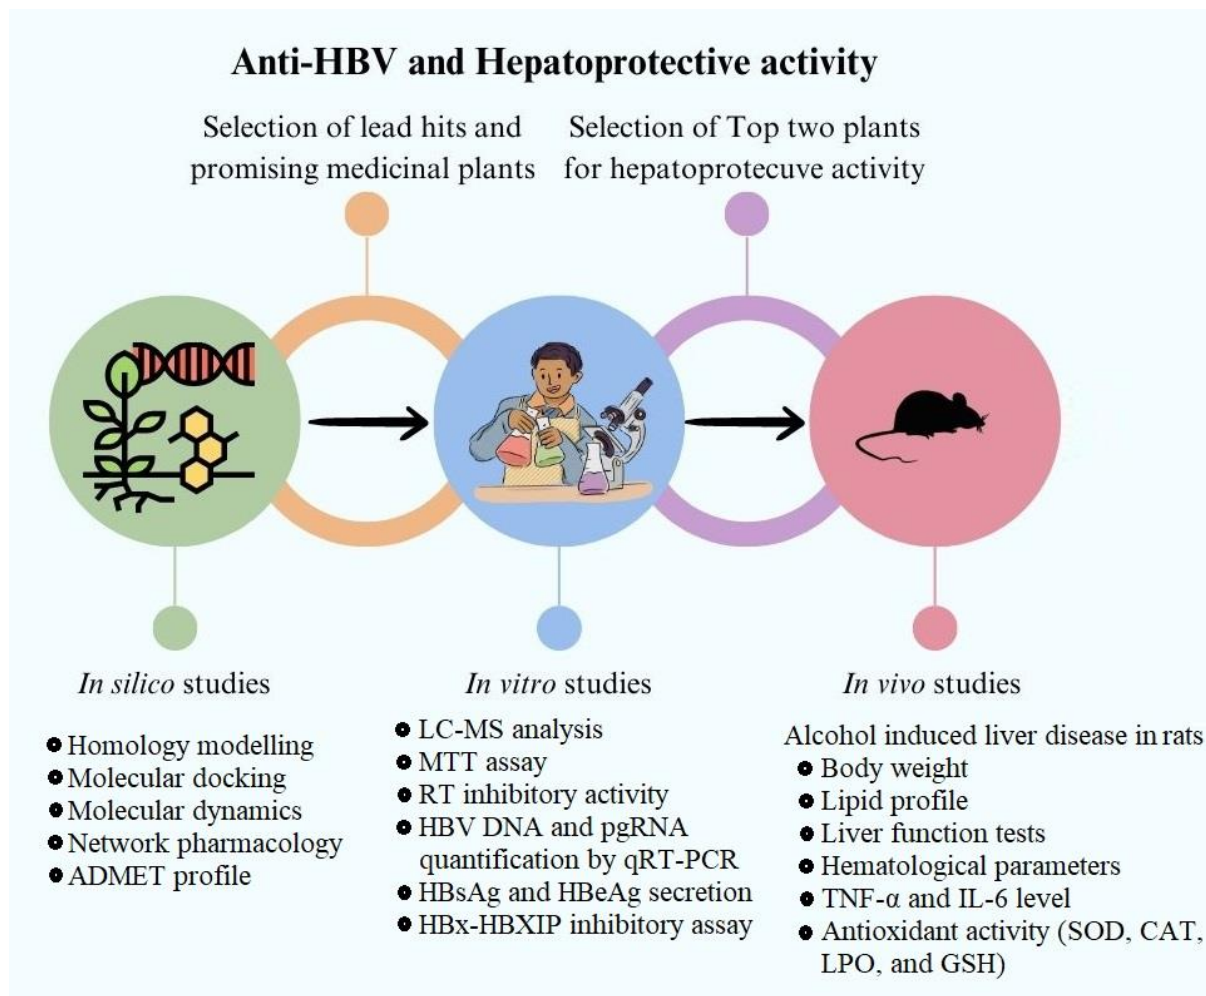 Anti-HBV and Hepatoprotective activity
Selection of lead hits and
promising medicinal plants
Selection of Top two plants
for hepatoprotecuve activity
In silico studies
Homology modelling
Molecular docking
Molecular dynamics
Network pharmacology
ADMET profile
In vitro studies
LC-MS analysis
MTT assay
RT inhibitory activity
HBV DNA and pgRNA
quantification by qRT-PCR
HBsAg and HBeAg secretion
HBx-HBXIP inhibitory assay
In vivo studies
Alcohol induced liver disease in rats
Body weight
Lipid profile
Liver function tests
Hematological parameters
TNF-α and IL-6 level
Antioxidant activity (SOD, CAT,
LPO, and GSH)